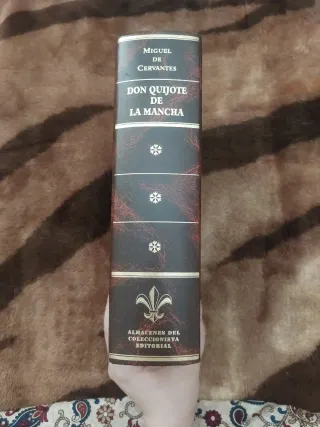 MIGUEL
DE
CERVANTES
DON QUIJOTE
DE
LA MANCHA
ALMACENES DEL
COLECCIONISTA
EDITORIAL